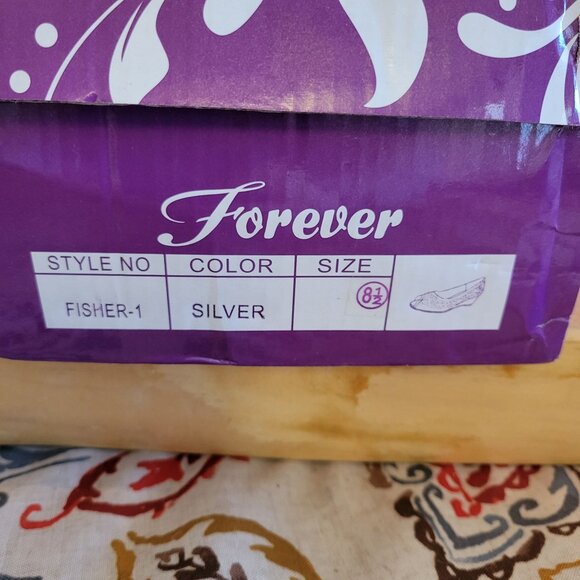 Forever
STYLE NO COLOR SIZE
FISHER-1 SILVER 8½